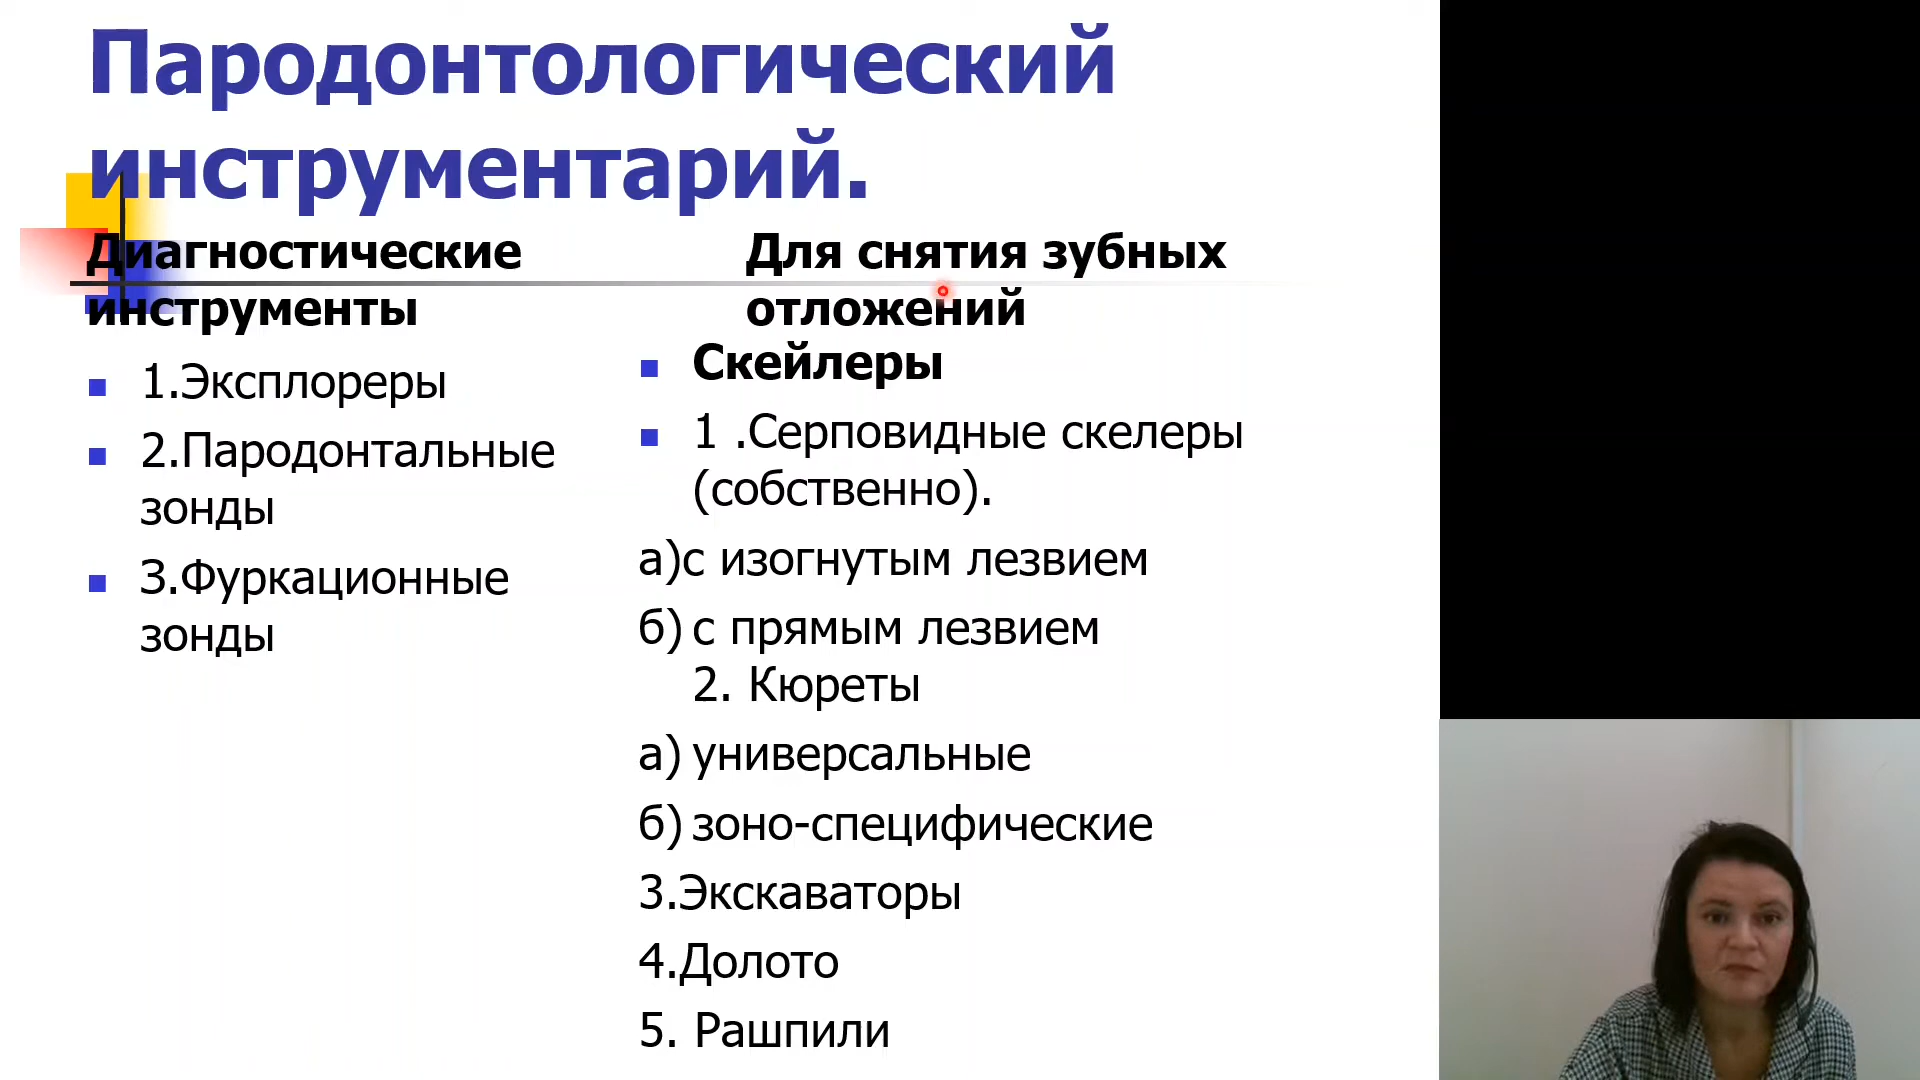 Пародонтологический
инструментарий.
Диагностические
инструменты
1.Эксплореры
2.Пародонтальные
зонды
3.Фуркационные
зонды
Для снятия зубных
отложений
Скейлеры
1 .Серповидные скелеры
(собственно).
а)с изогнутым лезвием
б) с прямым лезвием
2. Кюреты
а) универсальные
б) зоно-специфические
3.Экскаваторы
4.Долото
5. Рашпили